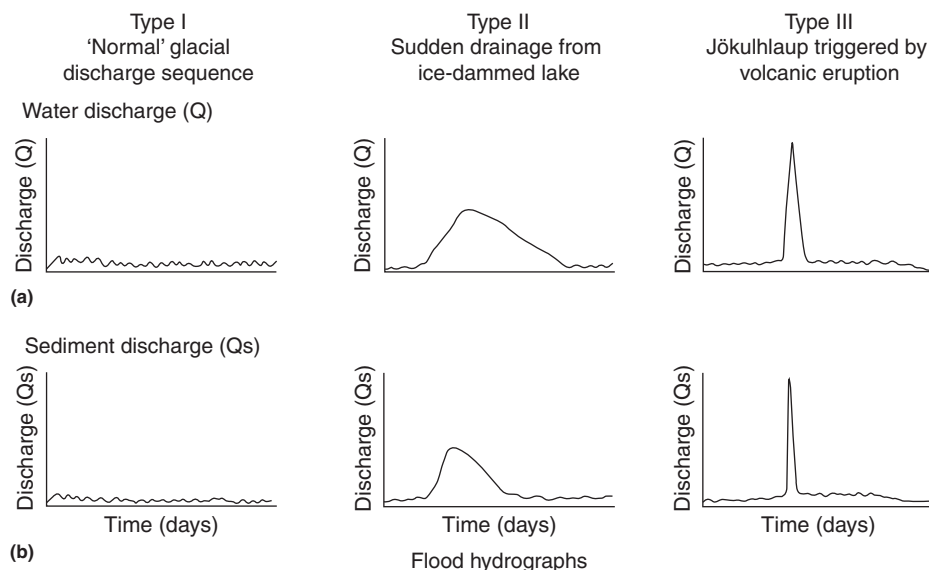 Type I
'Normal' glacial
discharge sequence
Type II
Sudden drainage from
ice-dammed lake
Type III
Jökulhlaup triggered by
volcanic eruption
Water discharge (Q)
Discharge (Q)
Discharge (Q)
Discharge (Q)
(a)
Sediment discharge (Qs)
Discharge (Qs)
Discharge (Qs)
Discharge (Qs)
Time (days)
Time (days)
Time (days)
(b)
Flood hydrographs